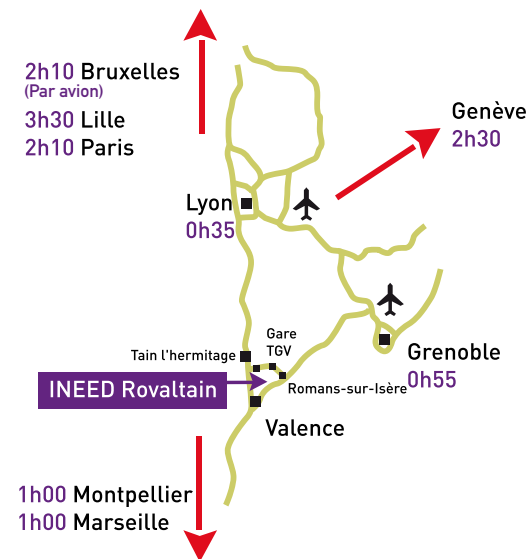 2h10 Bruxelles
(Par avion)
3h30 Lille
2h10 Paris
Genève
2h30
Lyon
0h35
Gare
TGV
Tain l'hermitage
Grenoble
0h55
INEED Rovaltain
Romans-sur-Isère
Valence
1h00 Montpellier
1h00 Marseille